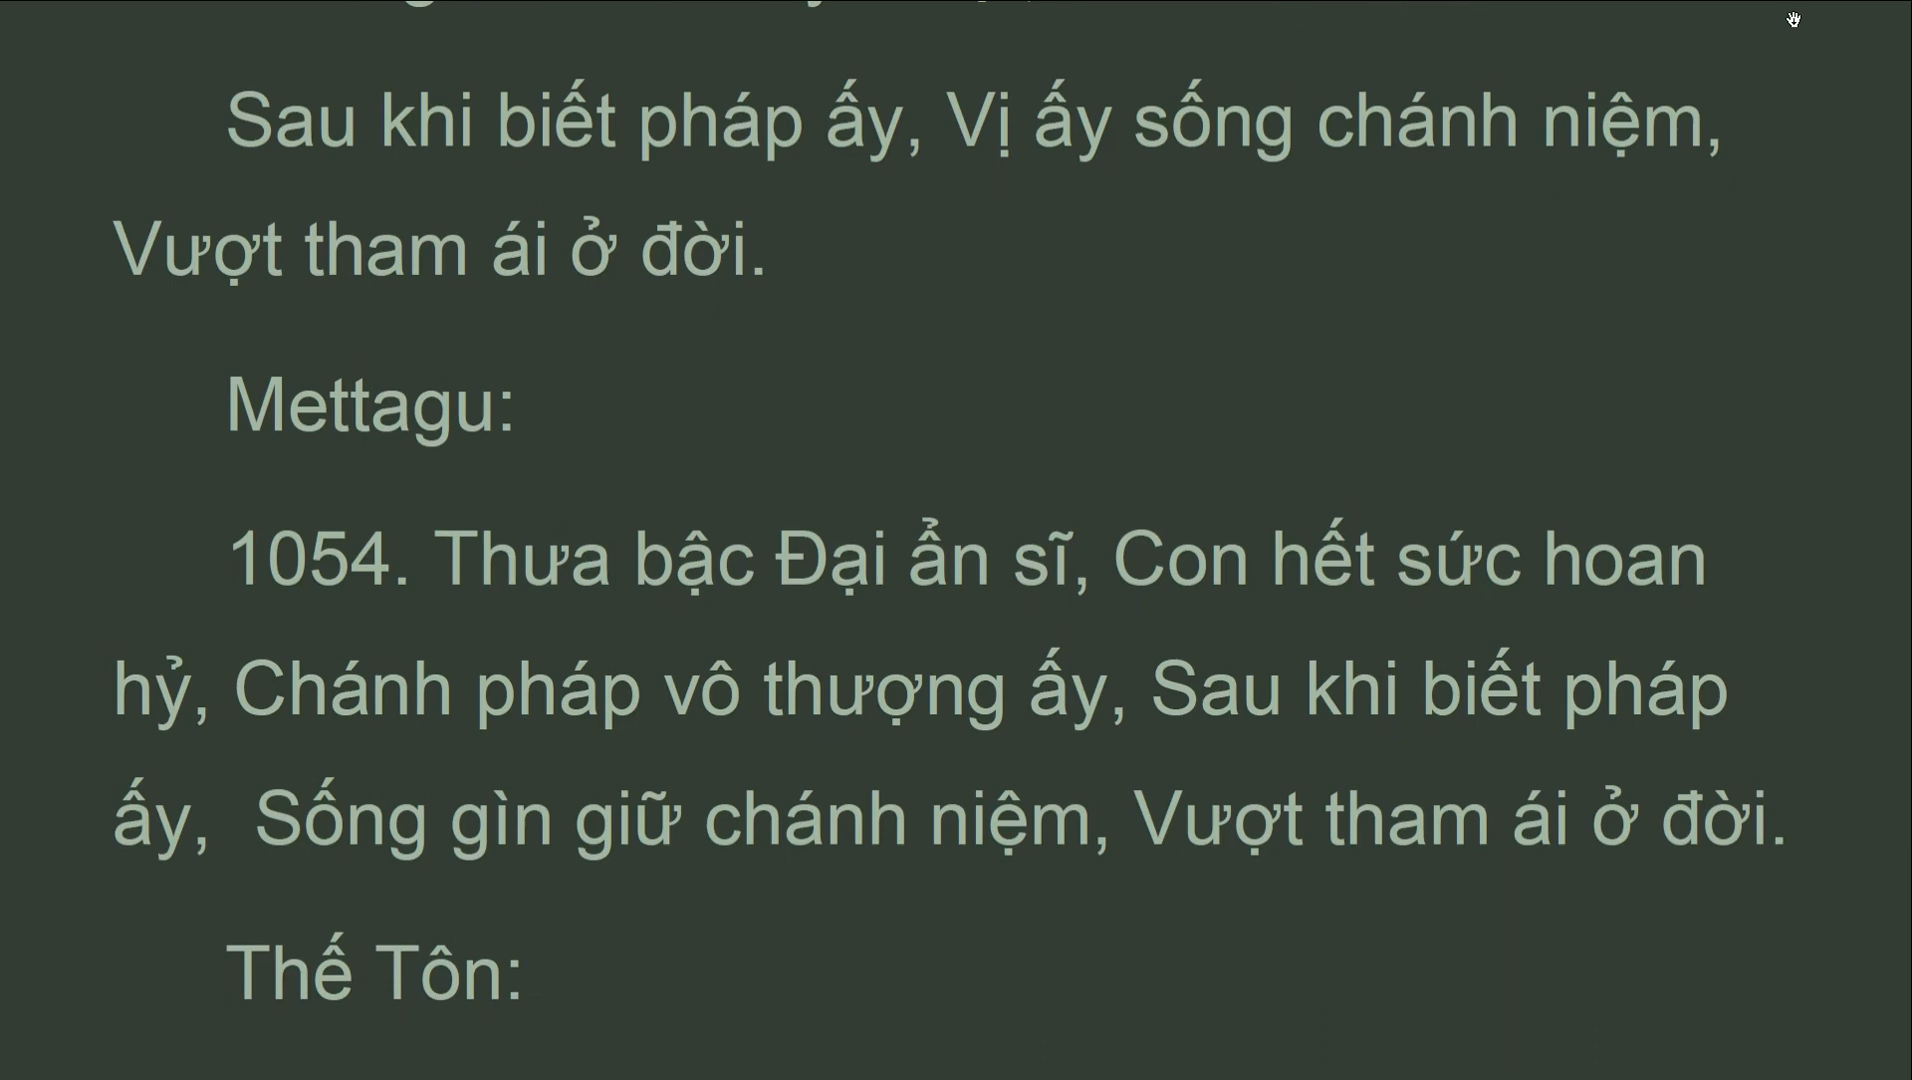 Sau khi biết pháp ấy, Vị ấy sống chánh niệm,
Vượt tham ái ở đời.
Mettagu:
1054. Thưa bậc Đại ẩn sĩ, Con hết sức hoan
hỷ, Chánh pháp vô thượng ấy, Sau khi biết pháp
ấy,  Sống gìn giữ chánh niệm, Vượt tham ái ở đời.
Thế Tôn: